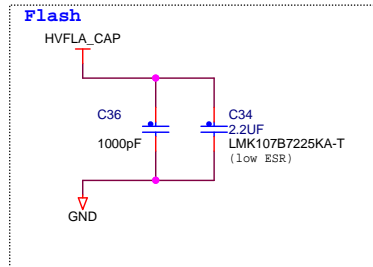 Flash
HVFLA_CAP
C36
1000pF
C34
2.2UF
LMK107B7225KA-T
(low ESR)
GND